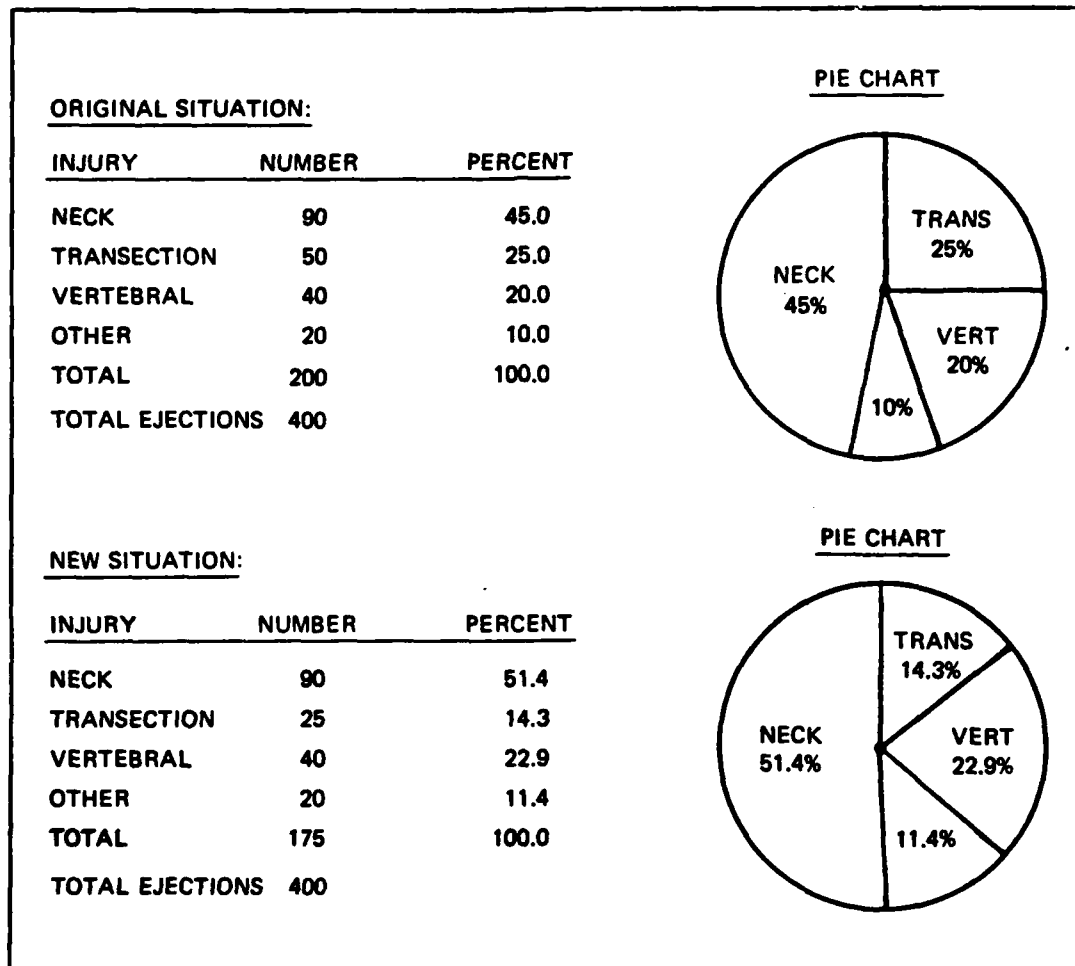 ORIGINAL SITUATION:
INJURY NUMBER PERCENT
NECK 90 45.0
TRANSECTION 50 25.0
VERTEBRAL 40 20.0
OTHER 20 10.0
TOTAL 200 100.0
TOTAL EJECTIONS 400
PIE CHART
TRANS
25%
NECK
45%
VERT
20%
10%
NEW SITUATION:
INJURY NUMBER PERCENT
NECK 90 51.4
TRANSECTION 25 14.3
VERTEBRAL 40 22.9
OTHER 20 11.4
TOTAL 175 100.0
TOTAL EJECTIONS 400
PIE CHART
TRANS
14.3%
NECK
51.4%
VERT
22.9%
11.4%